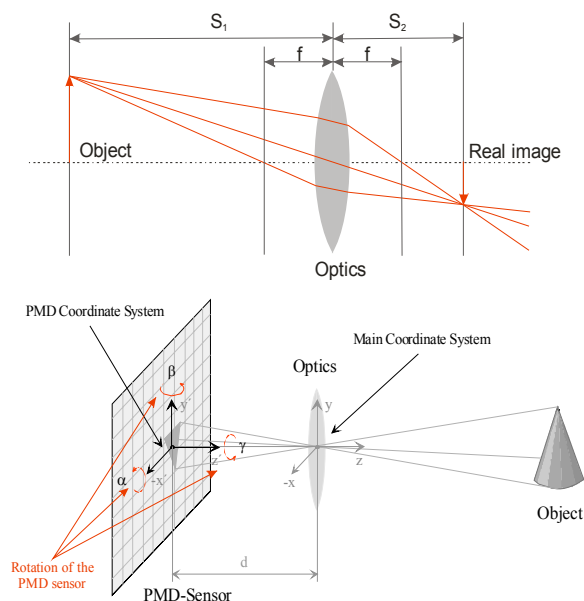 S₁
S₂
f
f
Object
Real image
Optics
PMD Coordinate System
Main Coordinate System
Optics
β
y´
y
γ
z´
z
α
-x´
-x
Object
Rotation of the
PMD sensor
d
PMD-Sensor